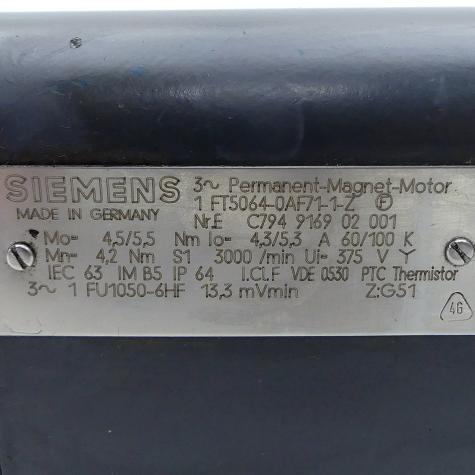 SIEMENS 3~ Permanent-Magnet-Motor
MADE IN GERMANY 1 FT5064-0AF71-1-Z F
Nr.E C794 9169 02 001
Mo- 4,5/5,5 Nm Io- 4,3/5,3 A 60/100 K
Mn- 4,2 Nm S1 3000 /min Ui- 375 V Y
IEC 63 IM B5 IP 64 I.Cl.F VDE 0530 PTC Thermistor
3~ 1 FU1050-6HF 13,3 mVmin Z:G51
46